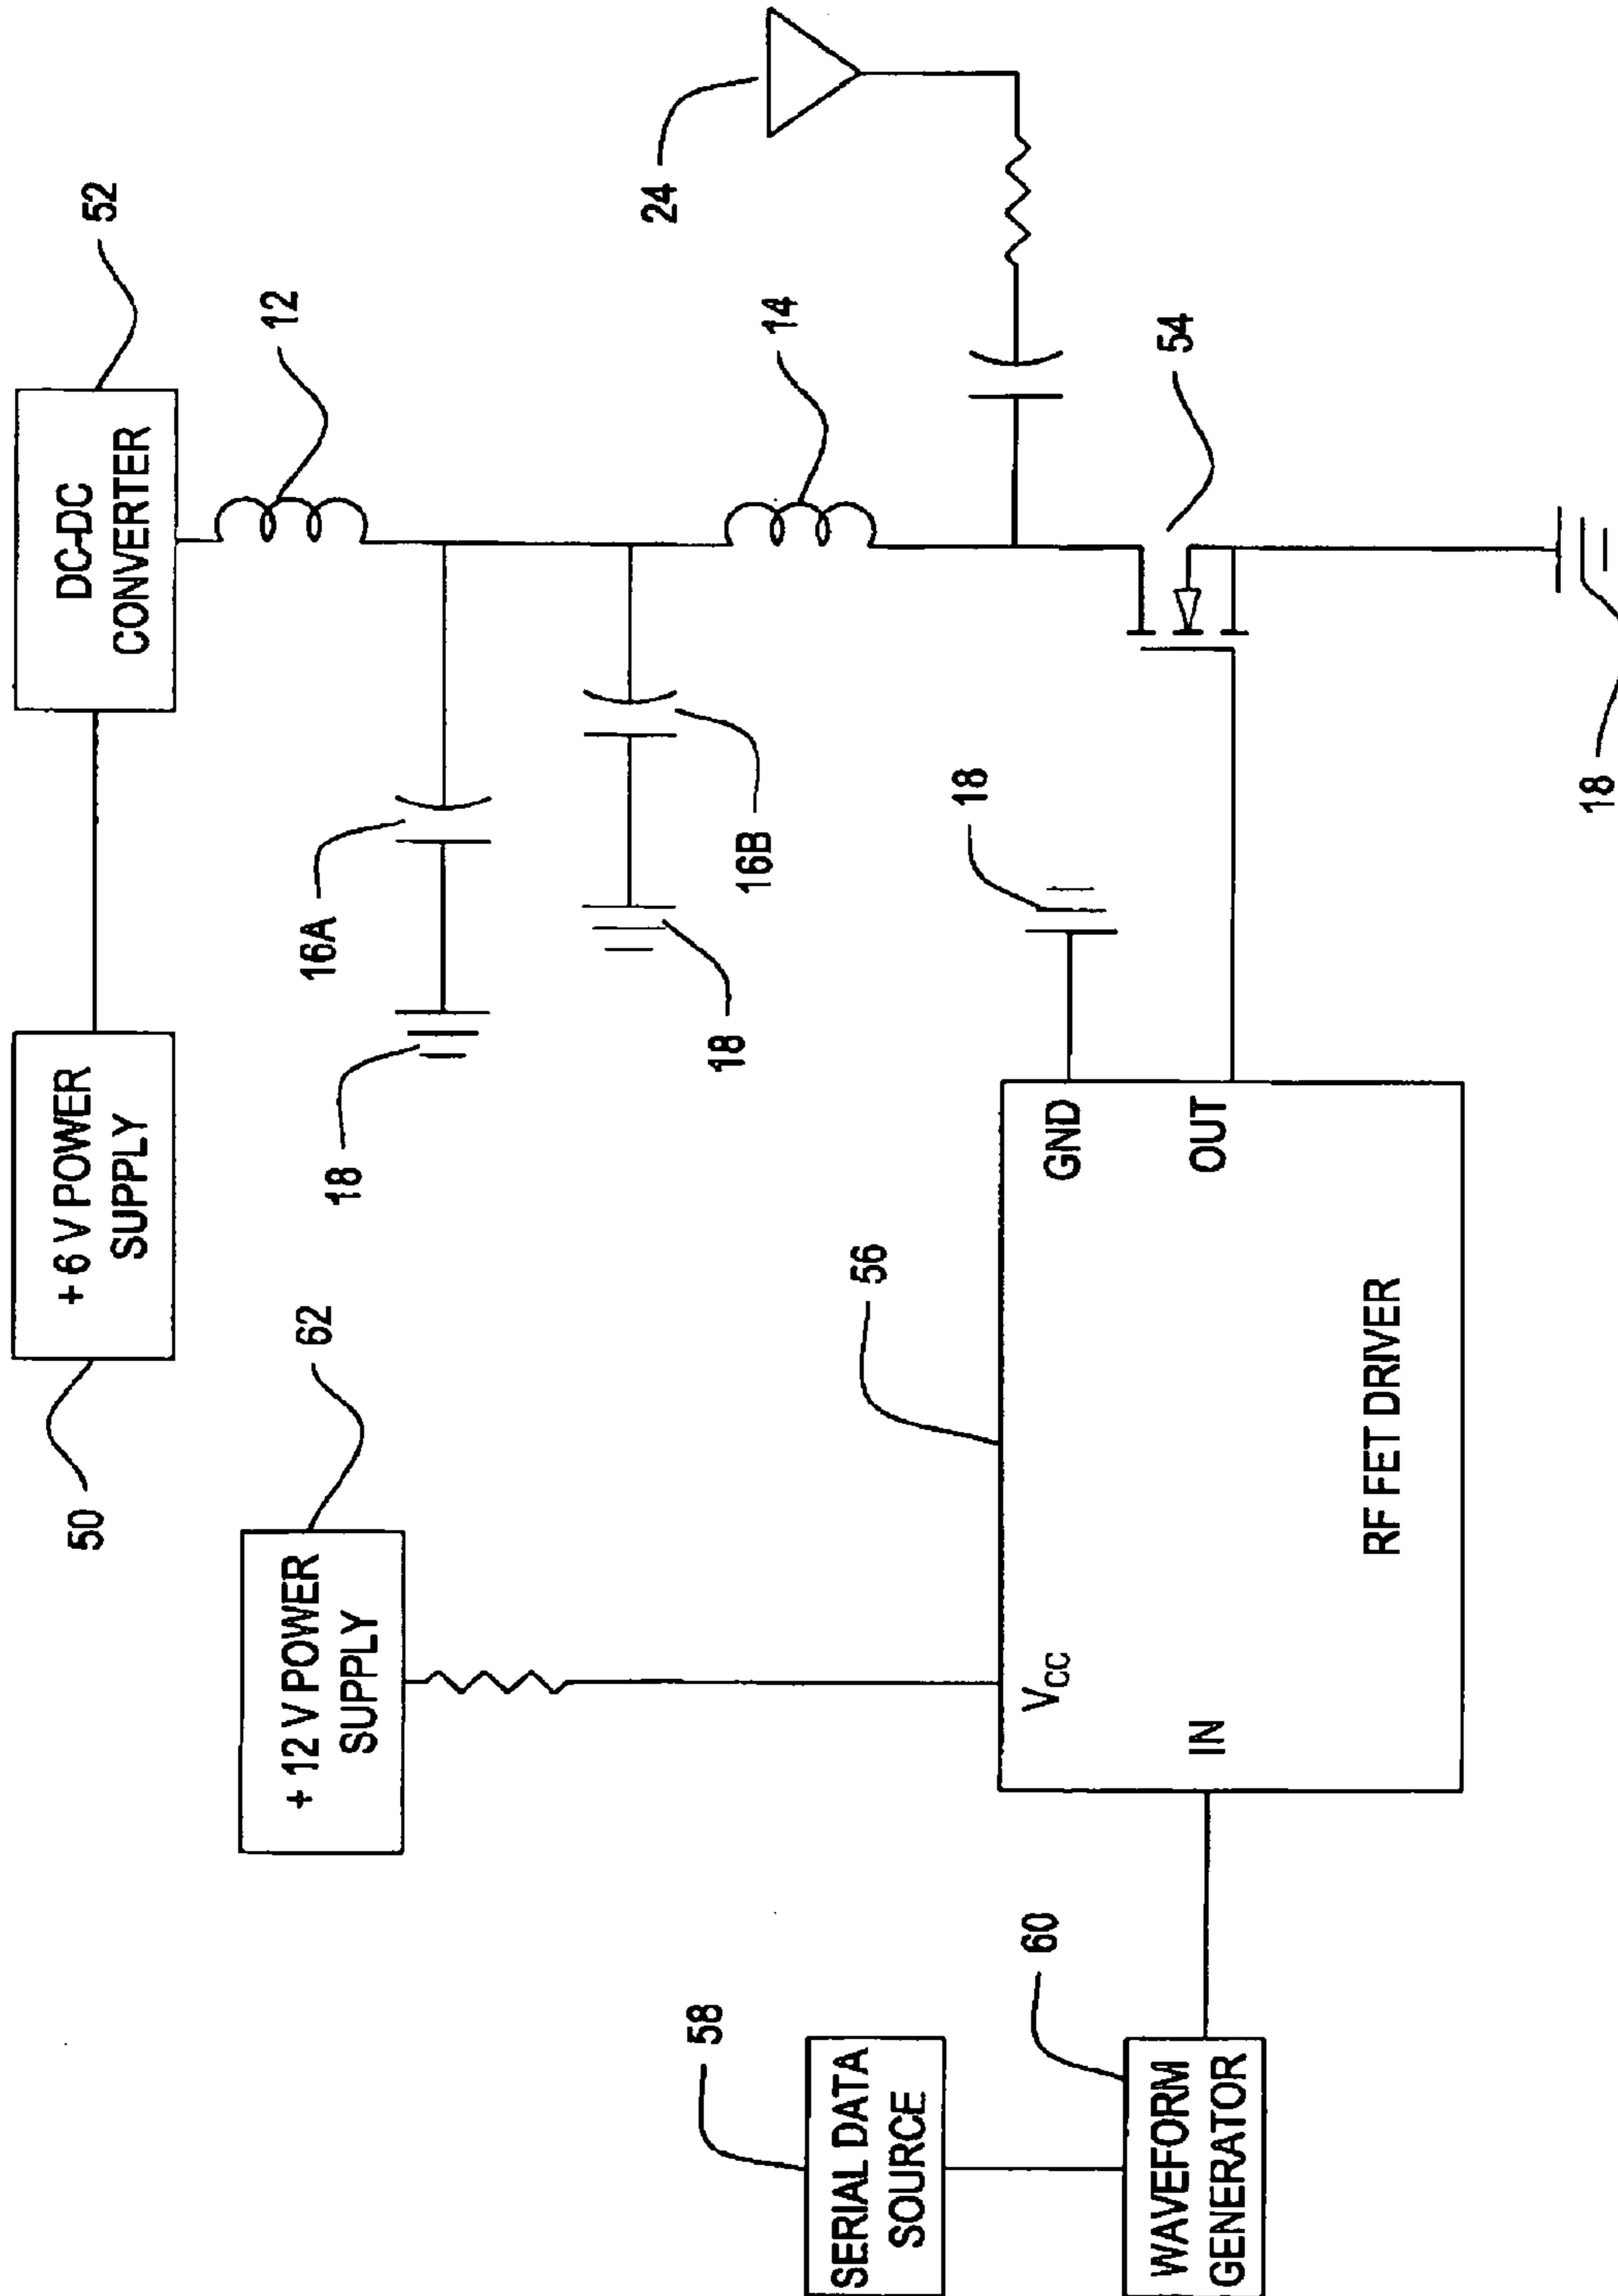 + 6 V POWER
SUPPLY
50
DC-DC
CONVERTER
52
12
+ 12 V POWER
SUPPLY
62
16A
18
16B
18
14
24
SERIAL DATA
SOURCE
58
WAVEFORM
GENERATOR
60
56
VCC
IN
GND
OUT
RF FET DRIVER
18
54
18